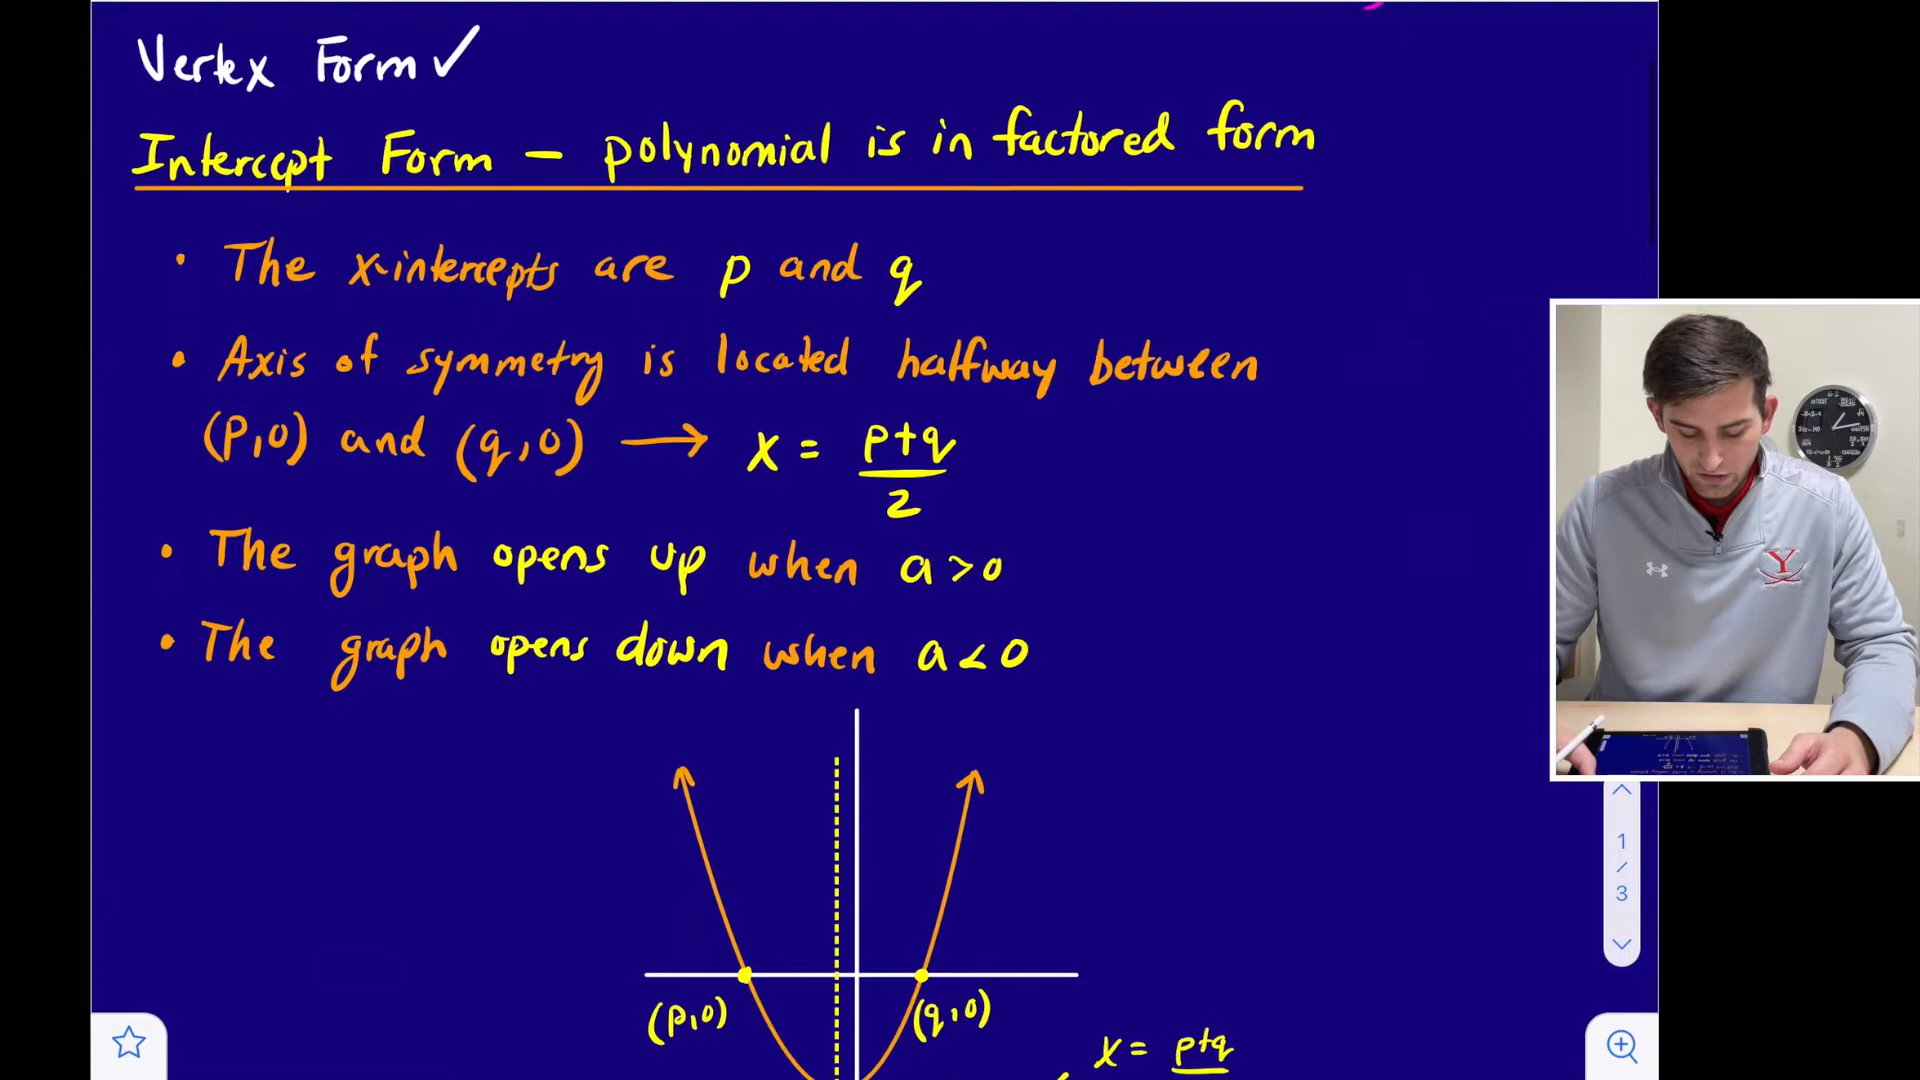 Vertex Form ✓
Intercept Form – polynomial is in factored form
• The x-intercepts are p and q
• Axis of symmetry is located halfway between
(p,0) and (q,0) → x = p+q
2
• The graph opens up when a>0
• The graph opens down when a<0
(p,0)
(q,0)
x = p+q
Y
1
/
3